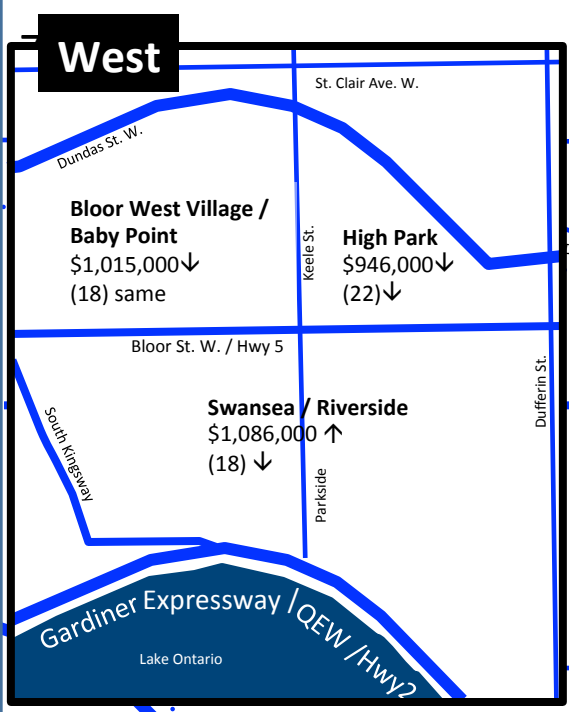 West
St. Clair Ave. W.
Dundas St. W.
Bloor West Village /
Baby Point
$1,015,000↓
(18) same
Keele St.
High Park
$946,000↓
(22)↓
Bloor St. W. / Hwy 5
Dufferin St.
South Kingsway
Swansea / Riverside
$1,086,000 ↑
(18) ↓
Parkside
Gardiner Expressway / QEW /Hwy2
Lake Ontario